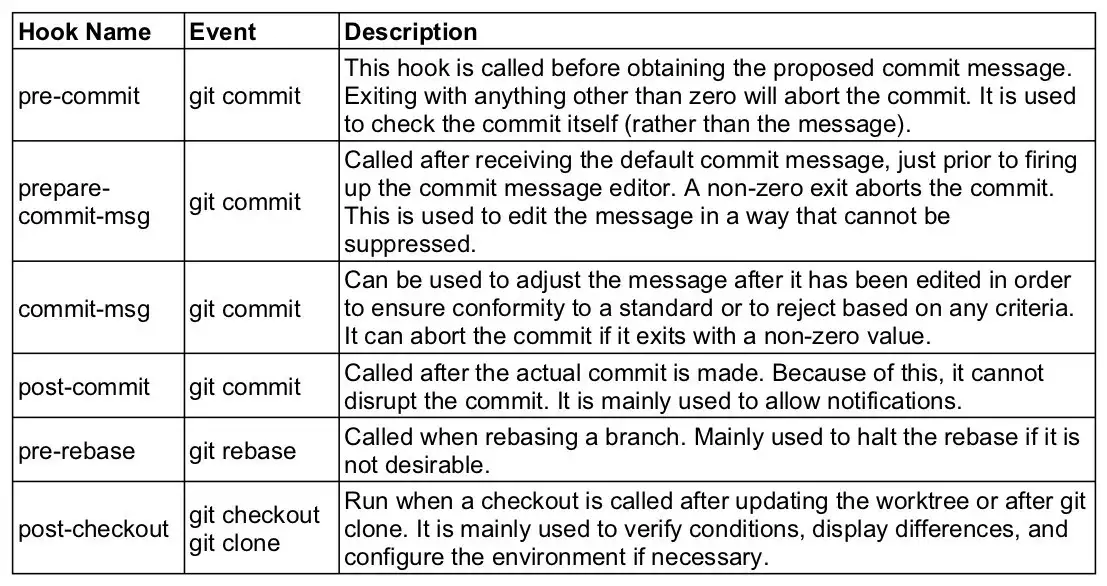 Hook Name Event Description
pre-commit git commit This hook is called before obtaining the proposed commit message.
Exiting with anything other than zero will abort the commit. It is used
to check the commit itself (rather than the message).
prepare-
commit-msg git commit Called after receiving the default commit message, just prior to firing
up the commit message editor. A non-zero exit aborts the commit.
This is used to edit the message in a way that cannot be
suppressed.
commit-msg git commit Can be used to adjust the message after it has been edited in order
to ensure conformity to a standard or to reject based on any criteria.
It can abort the commit if it exits with a non-zero value.
post-commit git commit Called after the actual commit is made. Because of this, it cannot
disrupt the commit. It is mainly used to allow notifications.
pre-rebase git rebase Called when rebasing a branch. Mainly used to halt the rebase if it is
not desirable.
post-checkout git checkout
git clone Run when a checkout is called after updating the worktree or after git
clone. It is mainly used to verify conditions, display differences, and
configure the environment if necessary.